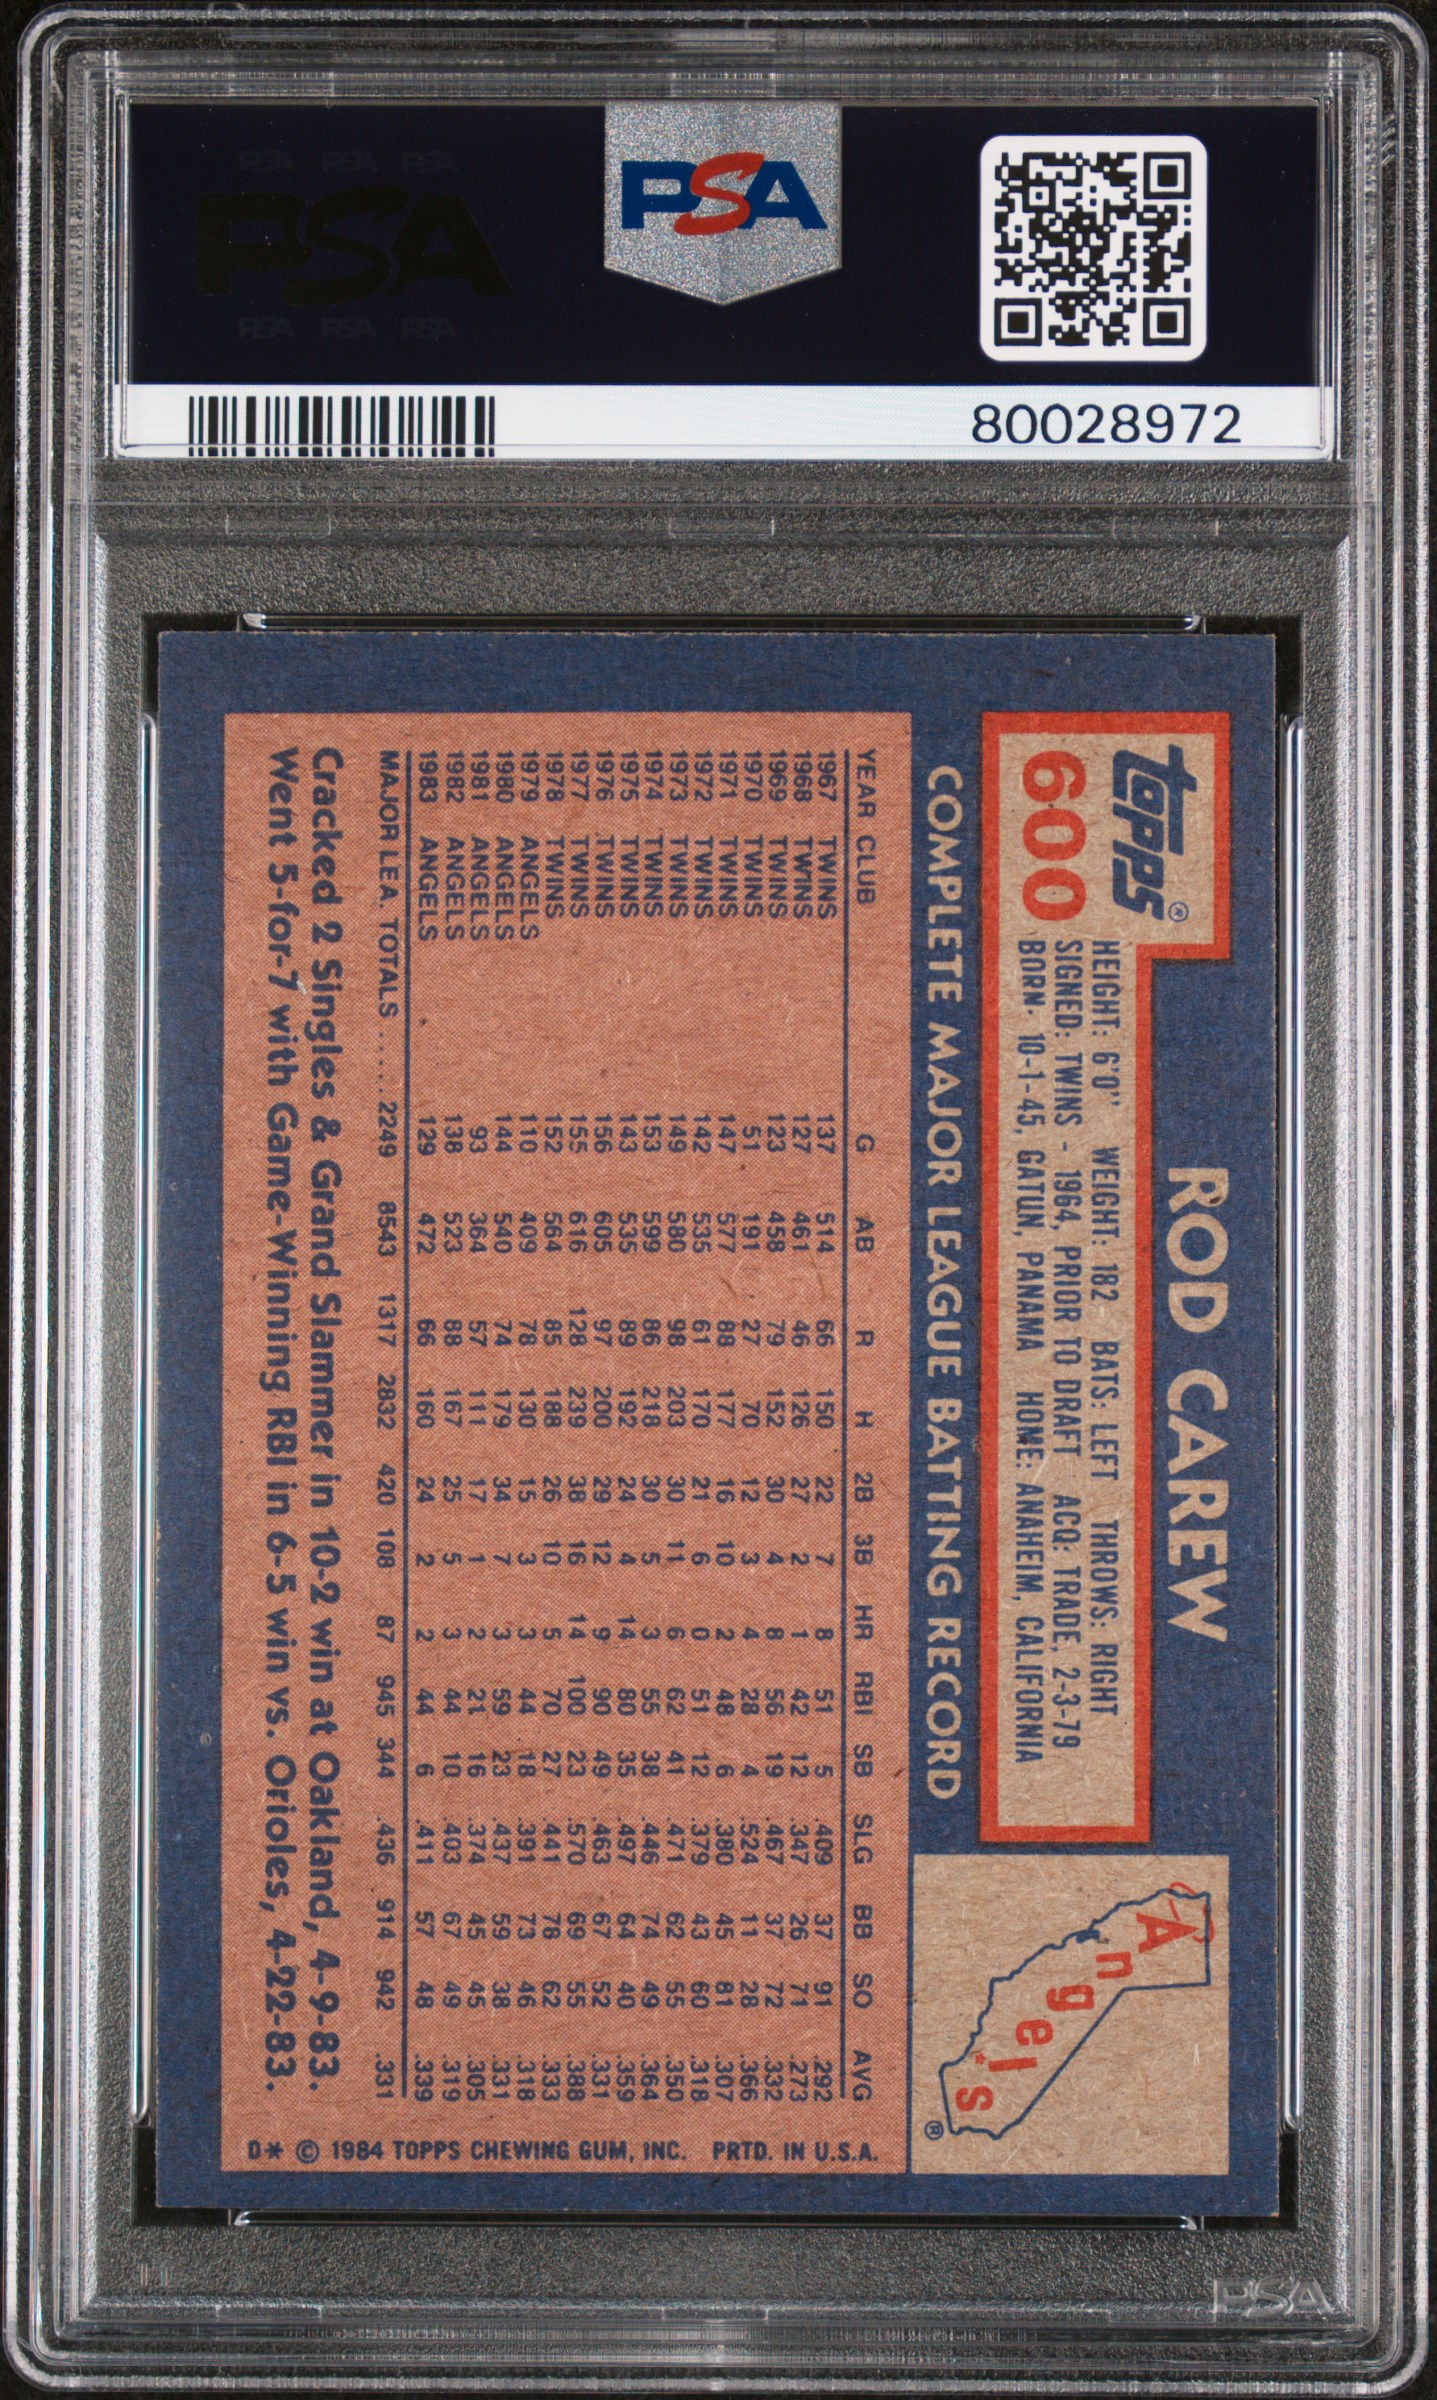 PSA PSA PSA
PSA
PSA PSA PSA
PSA
80028972
topps®
600
ROD CAREW
HEIGHT: 6'0" WEIGHT: 182 BATS: LEFT THROWS: RIGHT
SIGNED: TWINS - 1964, PRIOR TO DRAFT ACQ: TRADE, 2-3-79
BORN: 10-1-45, GATUN, PANAMA HOME: ANAHEIM, CALIFORNIA
Angels
®
COMPLETE MAJOR LEAGUE BATTING RECORD
YEAR CLUB G AB R H 2B 3B HR RBI SB SLG BB SO AVG
1967 TWINS 137 514 66 150 22 7 8 51 5 .409 37 91 .292
1968 TWINS 127 461 46 126 27 2 1 42 12 .347 26 71 .273
1969 TWINS 123 458 79 152 30 4 8 56 19 .467 37 72 .332
1970 TWINS 51 191 27 70 12 3 4 28 4 .524 11 28 .366
1971 TWINS 147 577 88 177 16 10 2 48 6 .380 45 81 .307
1972 TWINS 142 535 61 170 21 6 0 51 12 .379 43 60 .318
1973 TWINS 149 580 98 203 30 11 6 62 41 .471 62 55 .350
1974 TWINS 153 599 86 218 30 5 3 55 38 .446 74 49 .364
1975 TWINS 143 535 89 192 24 4 14 80 35 .497 64 40 .359
1976 TWINS 156 605 97 200 29 12 9 90 49 .463 67 52 .331
1977 TWINS 155 616 128 239 38 16 14 100 23 .570 69 55 .388
1978 TWINS 152 564 85 188 26 10 5 70 27 .441 78 62 .333
1979 ANGELS 110 409 78 130 15 3 3 44 18 .391 73 46 .318
1980 ANGELS 144 540 74 179 34 7 3 59 23 .437 59 38 .331
1981 ANGELS 93 364 57 111 17 1 2 21 16 .374 45 45 .305
1982 ANGELS 138 523 88 167 25 5 3 44 10 .403 67 49 .319
1983 ANGELS 129 472 66 160 24 2 2 44 6 .411 57 48 .339
MAJOR LEA. TOTALS ...... 2249 8543 1317 2832 420 108 87 945 344 .436 914 942 .331
Cracked 2 Singles & Grand Slammer in 10-2 win at Oakland, 4-9-83.
Went 5-for-7 with Game-Winning RBI in 6-5 win vs. Orioles, 4-22-83.
D* © 1984 TOPPS CHEWING GUM, INC. PRTD. IN U.S.A.
PSA